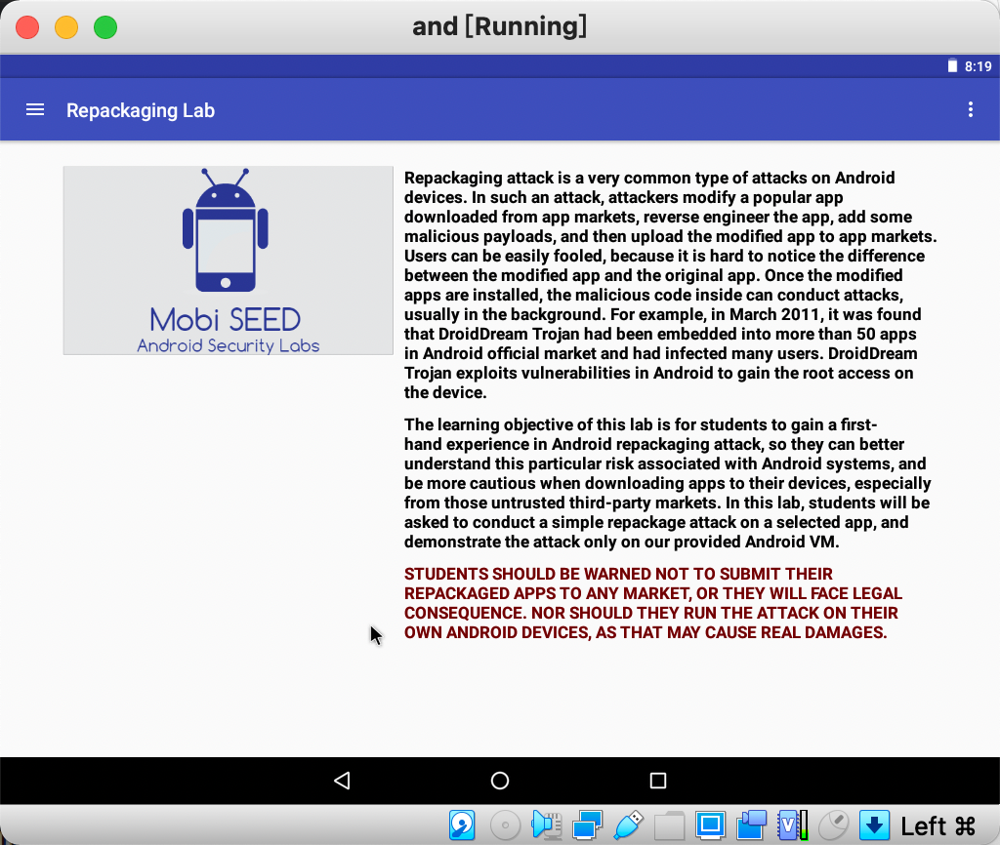 and [Running]
8:19
Repackaging Lab
Mobi SEED
Android Security Labs
Repackaging attack is a very common type of attacks on Android
devices. In such an attack, attackers modify a popular app
downloaded from app markets, reverse engineer the app, add some
malicious payloads, and then upload the modified app to app markets.
Users can be easily fooled, because it is hard to notice the difference
between the modified app and the original app. Once the modified
apps are installed, the malicious code inside can conduct attacks,
usually in the background. For example, in March 2011, it was found
that DroidDream Trojan had been embedded into more than 50 apps
in Android official market and had infected many users. DroidDream
Trojan exploits vulnerabilities in Android to gain the root access on
the device.
The learning objective of this lab is for students to gain a first-
hand experience in Android repackaging attack, so they can better
understand this particular risk associated with Android systems, and
be more cautious when downloading apps to their devices, especially
from those untrusted third-party markets. In this lab, students will be
asked to conduct a simple repackage attack on a selected app, and
demonstrate the attack only on our provided Android VM.
STUDENTS SHOULD BE WARNED NOT TO SUBMIT THEIR
REPACKAGED APPS TO ANY MARKET, OR THEY WILL FACE LEGAL
CONSEQUENCE. NOR SHOULD THEY RUN THE ATTACK ON THEIR
OWN ANDROID DEVICES, AS THAT MAY CAUSE REAL DAMAGES.
V
Left ⌘